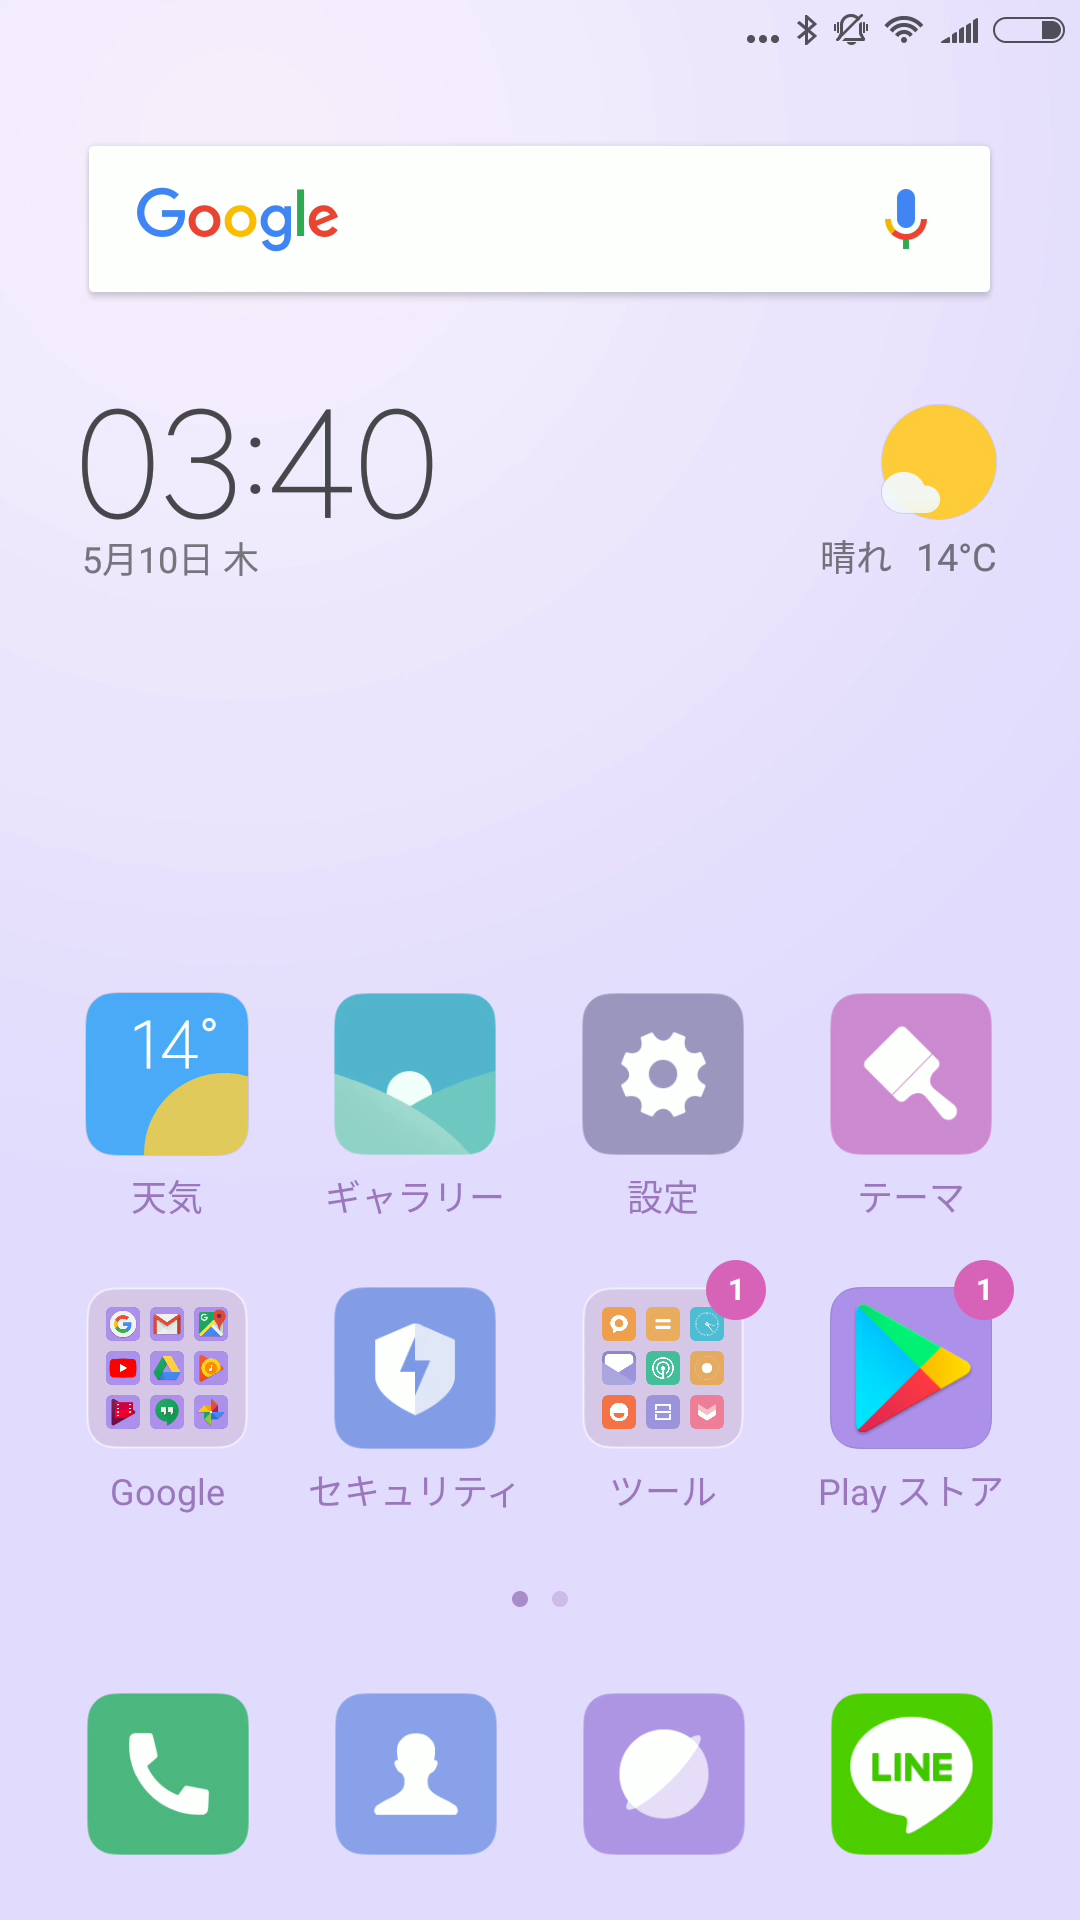 Google
03:40
5月10日 木
晴れ 14°C
14°
天気
ギャラリー
設定
テーマ
1
1
Google
セキュリティ
ツール
Play ストア
LINE